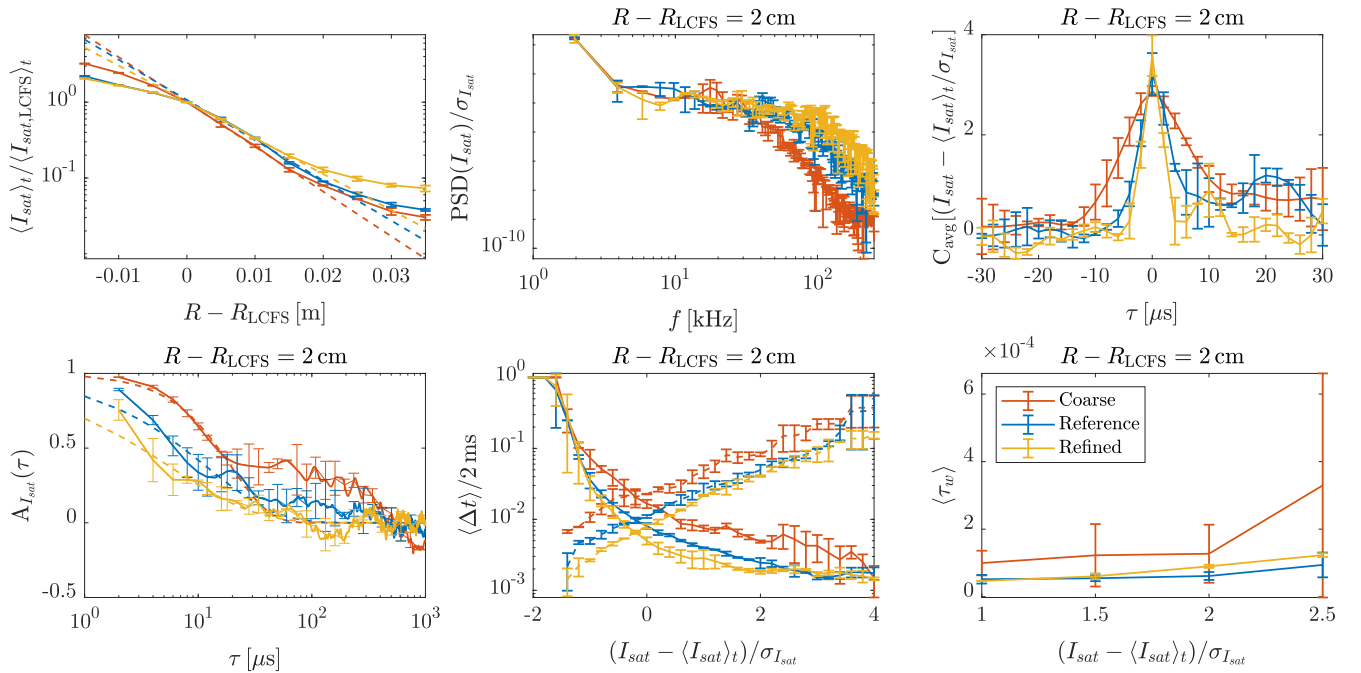 ⟨I_sat⟩_t/⟨I_sat,LCFS⟩_t
10^0
10^-1
-0.01 0 0.01 0.02 0.03
R − R_LCFS [m]
R − R_LCFS = 2 cm
PSD(I_sat)/σ_I_sat
10^-10
10^0 10^1 10^2
f [kHz]
R − R_LCFS = 2 cm
C_avg[(I_sat − ⟨I_sat⟩_t/σ_I_sat]
4
2
0
-30 -20 -10 0 10 20 30
τ [μs]
R − R_LCFS = 2 cm
A_I_sat(τ)
1
0.5
0
-0.5
10^0 10^1 10^2 10^3
τ [μs]
R − R_LCFS = 2 cm
⟨Δt⟩/2 ms
10^0
10^-1
10^-2
10^-3
-2 0 2 4
(I_sat − ⟨I_sat⟩_t)/σ_I_sat
×10^-4
R − R_LCFS = 2 cm
⟨τ_w⟩
6
4
2
0
Coarse
Reference
Refined
1 1.5 2 2.5
(I_sat − ⟨I_sat⟩_t)/σ_I_sat